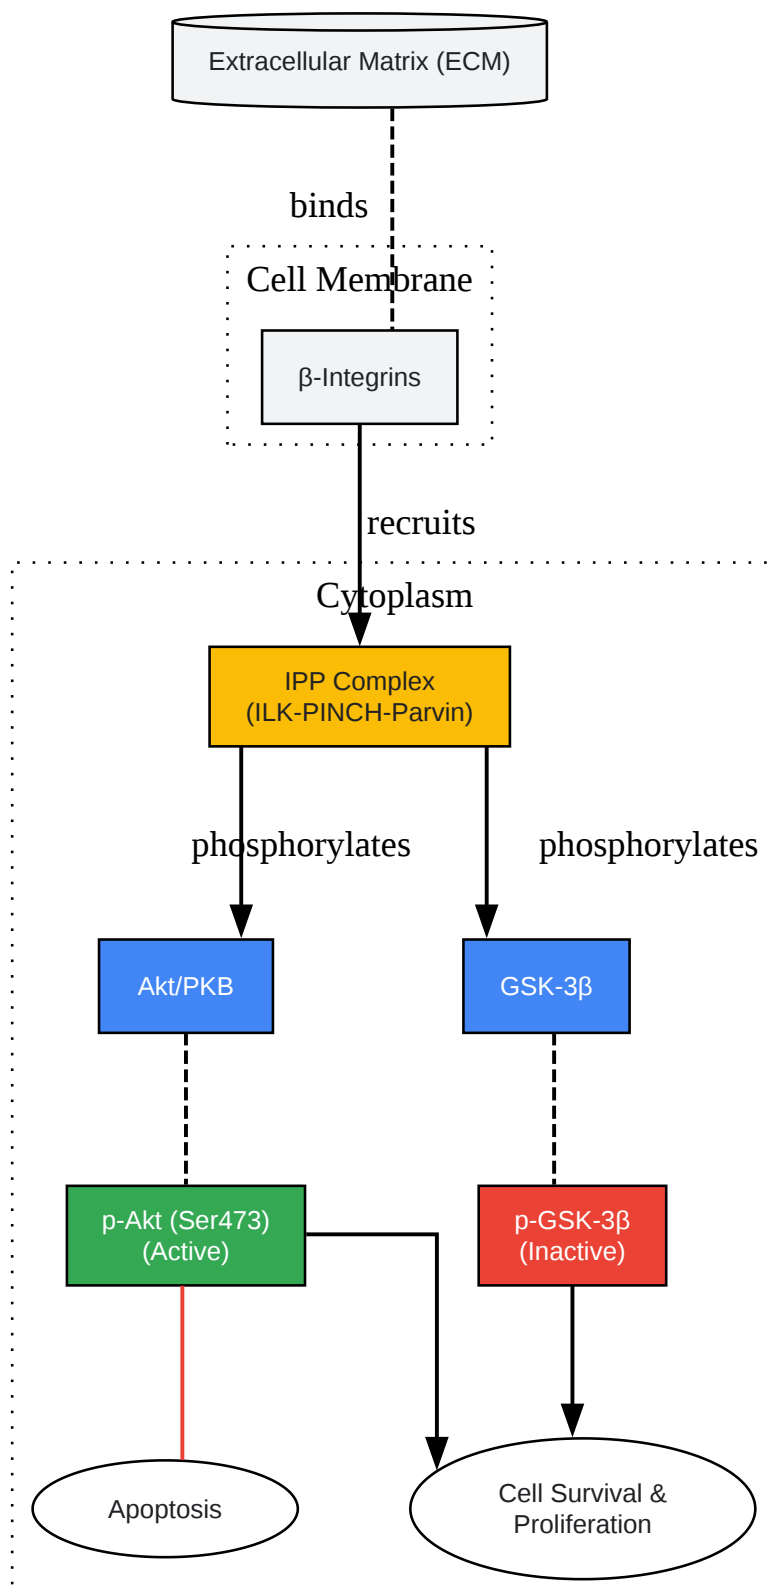 Extracellular Matrix (ECM)
binds
Cell Membrane
β-Integrins
recruits
Cytoplasm
IPP Complex
(ILK-PINCH-Parvin)
phosphorylates
phosphorylates
Akt/PKB
GSK-3β
p-Akt (Ser473)
(Active)
p-GSK-3β
(Inactive)
Apoptosis
Cell Survival &
Proliferation